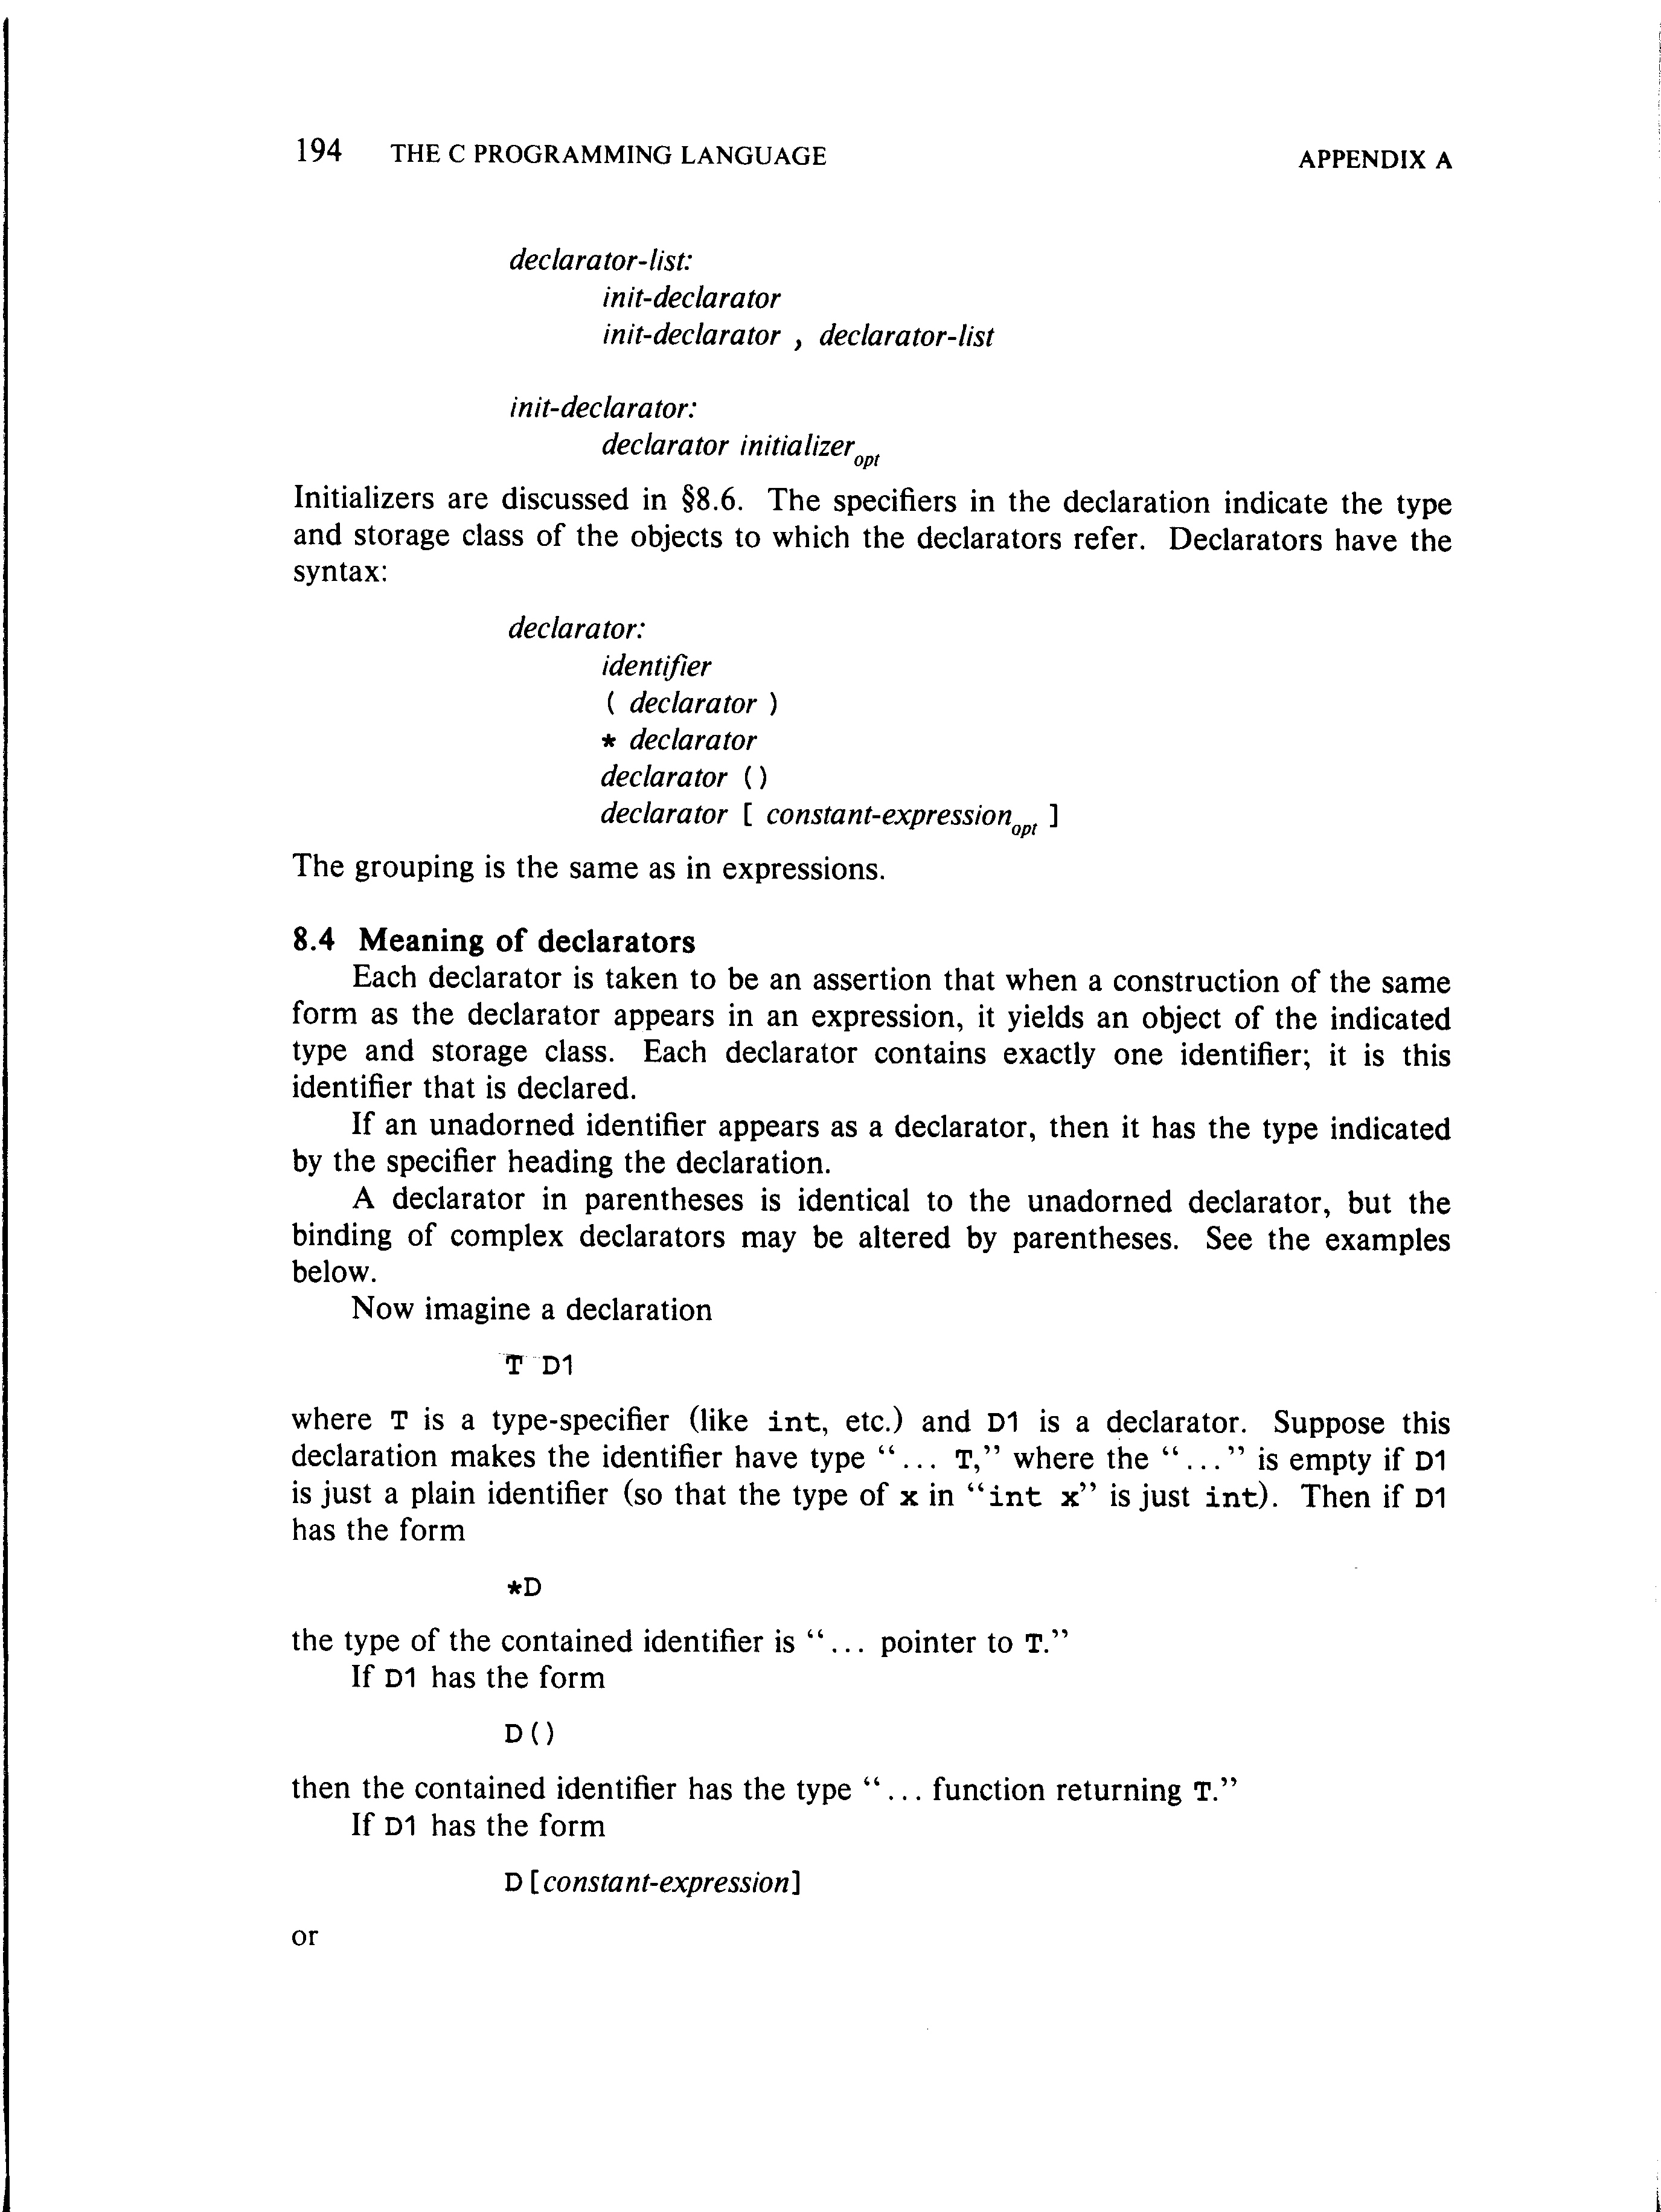 194 THE C PROGRAMMING LANGUAGE APPENDIX A
declarator-list:
init-declarator
init-declarator , declarator-list
init-declarator:
declarator initializer opt
Initializers are discussed in §8.6. The specifiers in the declaration indicate the type
and storage class of the objects to which the declarators refer. Declarators have the
syntax:
declarator:
identifier
( declarator )
* declarator
declarator ()
declarator [ constant-expression opt ]
The grouping is the same as in expressions.
8.4 Meaning of declarators
Each declarator is taken to be an assertion that when a construction of the same
form as the declarator appears in an expression, it yields an object of the indicated
type and storage class. Each declarator contains exactly one identifier; it is this
identifier that is declared.
If an unadorned identifier appears as a declarator, then it has the type indicated
by the specifier heading the declaration.
A declarator in parentheses is identical to the unadorned declarator, but the
binding of complex declarators may be altered by parentheses. See the examples
below.
Now imagine a declaration
T D1
where T is a type-specifier (like int, etc.) and D1 is a declarator. Suppose this
declaration makes the identifier have type “... T,” where the “...” is empty if D1
is just a plain identifier (so that the type of x in “int x” is just int). Then if D1
has the form
*D
the type of the contained identifier is “... pointer to T.”
If D1 has the form
D()
then the contained identifier has the type “... function returning T.”
If D1 has the form
D[constant-expression]
or